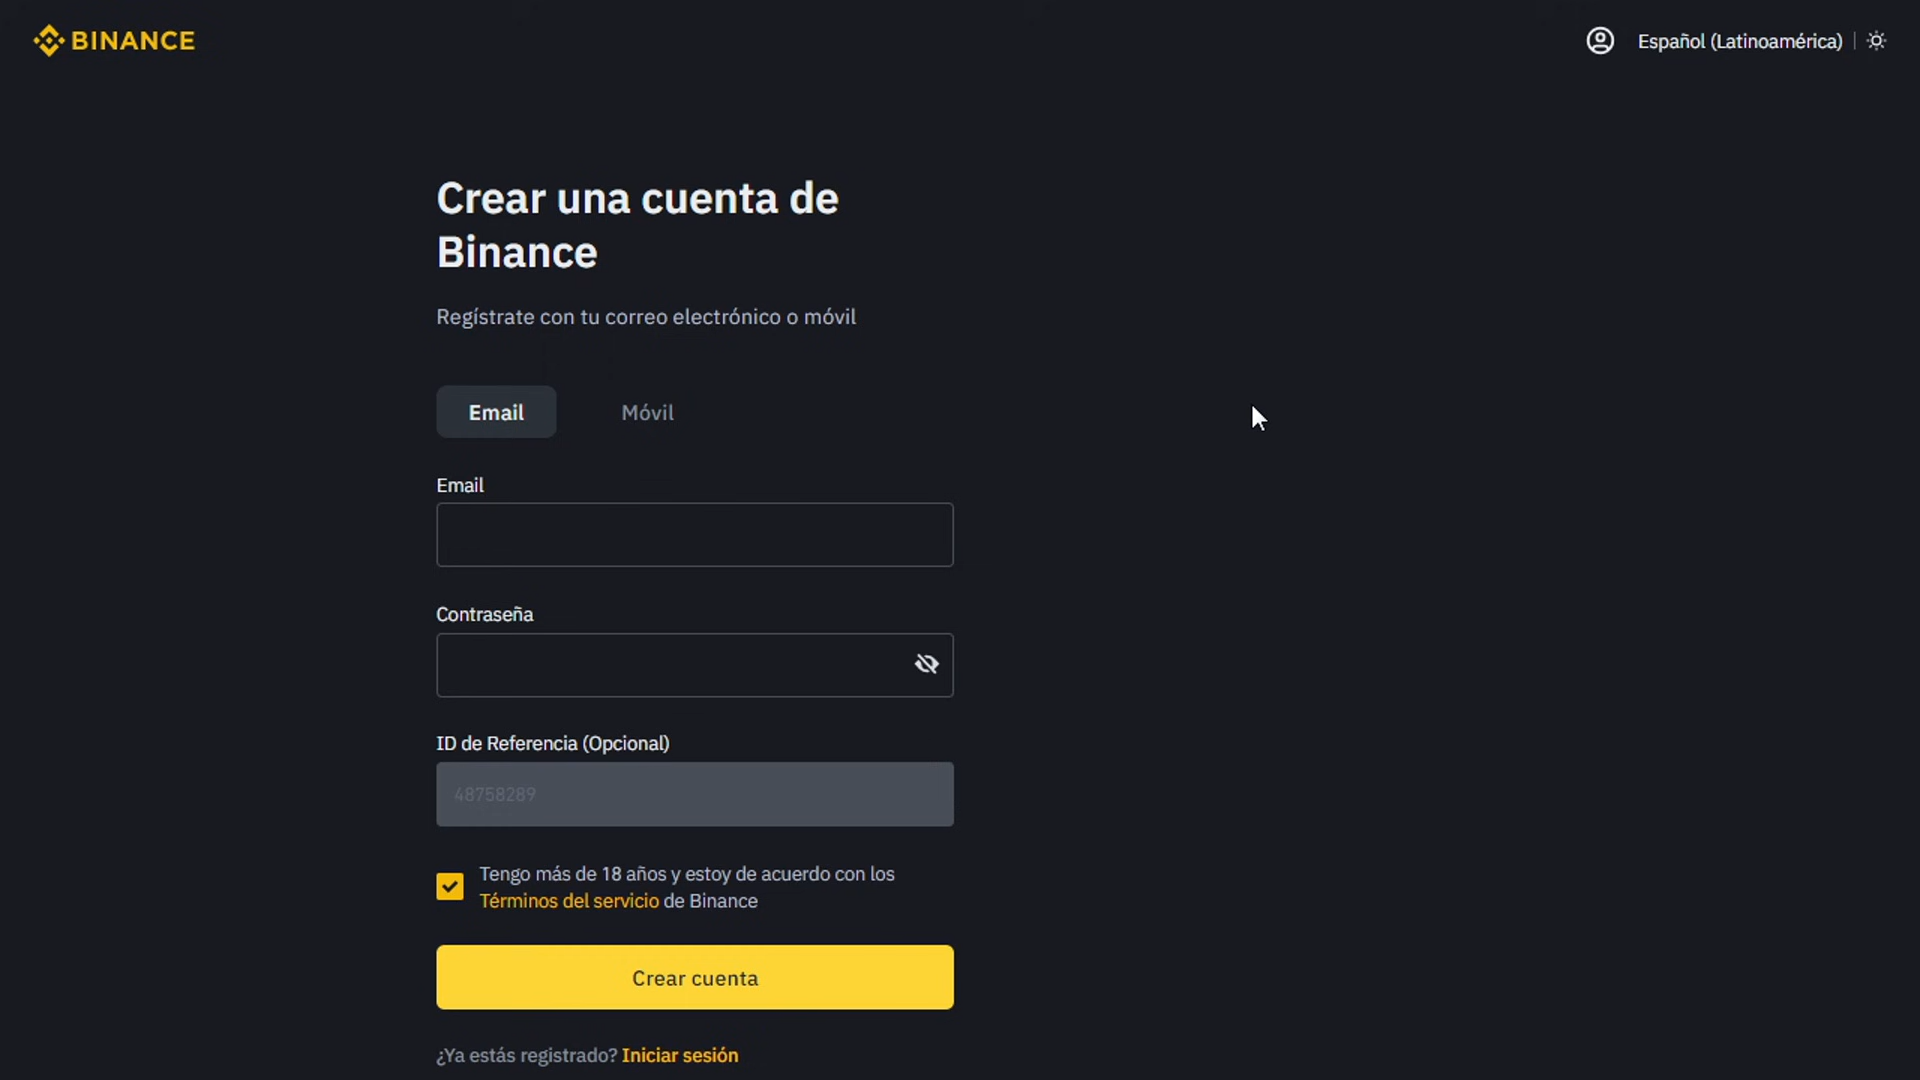 BINANCE
Español (Latinoamérica)
Crear una cuenta de
Binance
Regístrate con tu correo electrónico o móvil
Email
Móvil
Email
Contraseña
ID de Referencia (Opcional)
48758289
Tengo más de 18 años y estoy de acuerdo con los
Términos del servicio de Binance
Crear cuenta
¿Ya estás registrado? Iniciar sesión